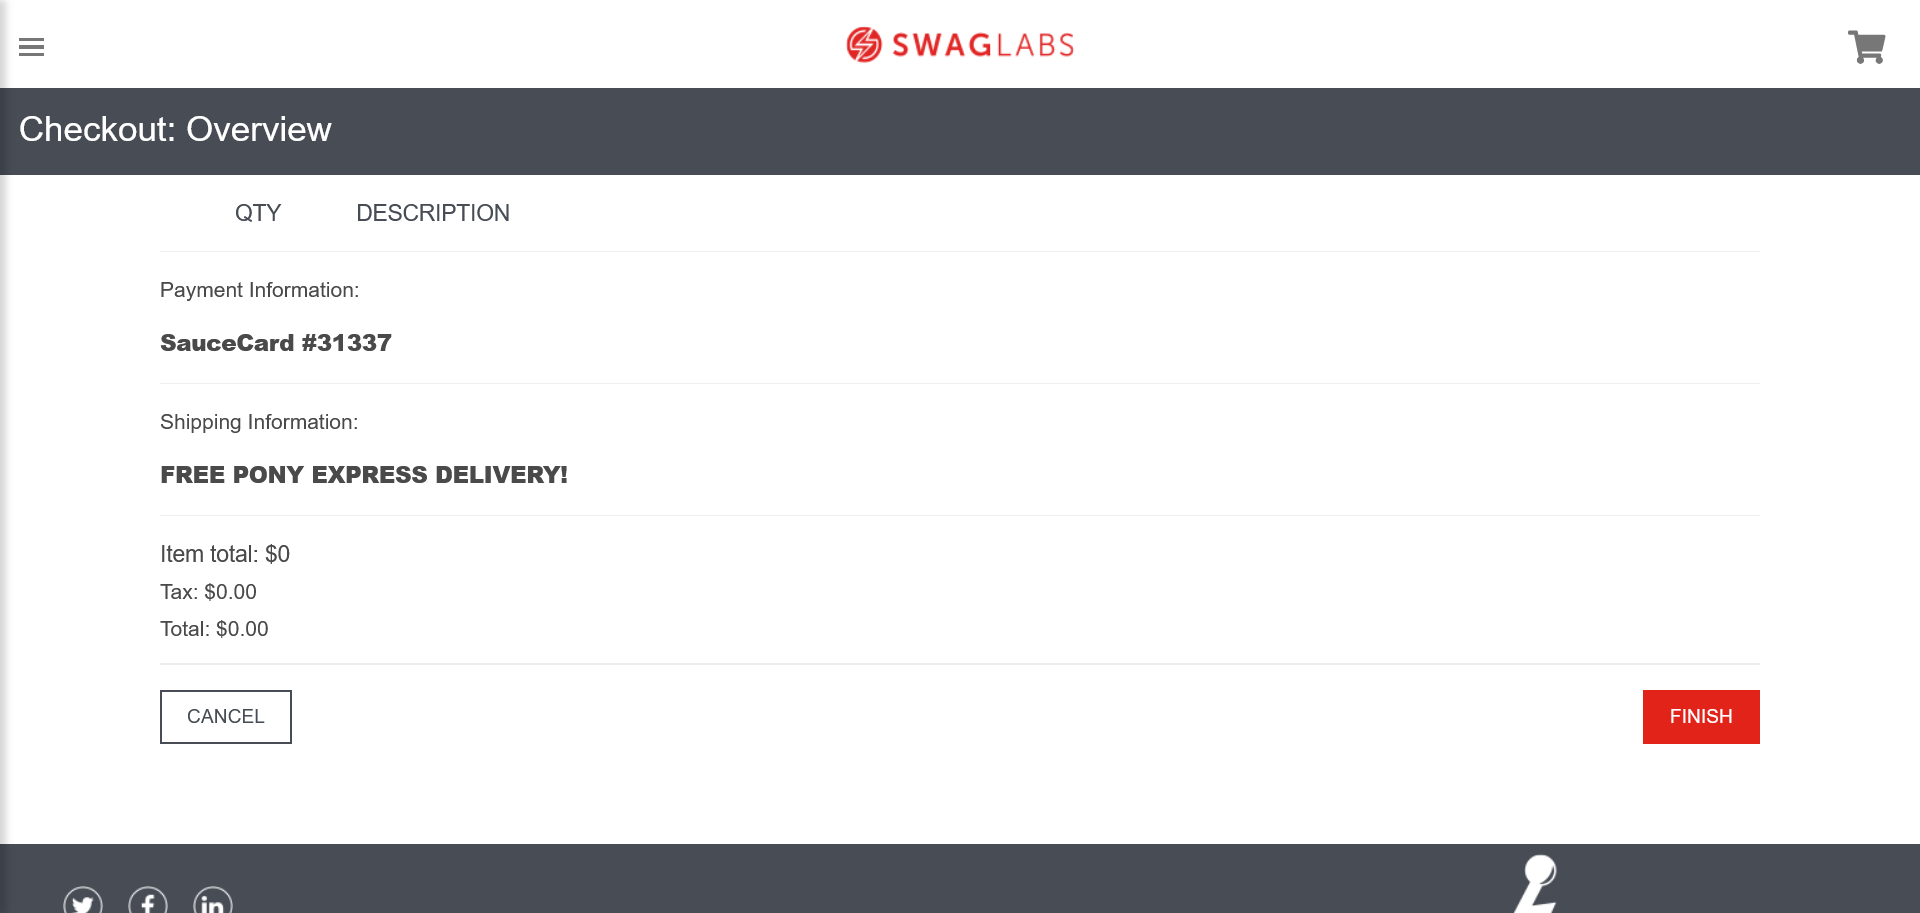 SWAGLABS
Checkout: Overview
QTY DESCRIPTION
Payment Information:
SauceCard #31337
Shipping Information:
FREE PONY EXPRESS DELIVERY!
Item total: $0
Tax: $0.00
Total: $0.00
CANCEL FINISH